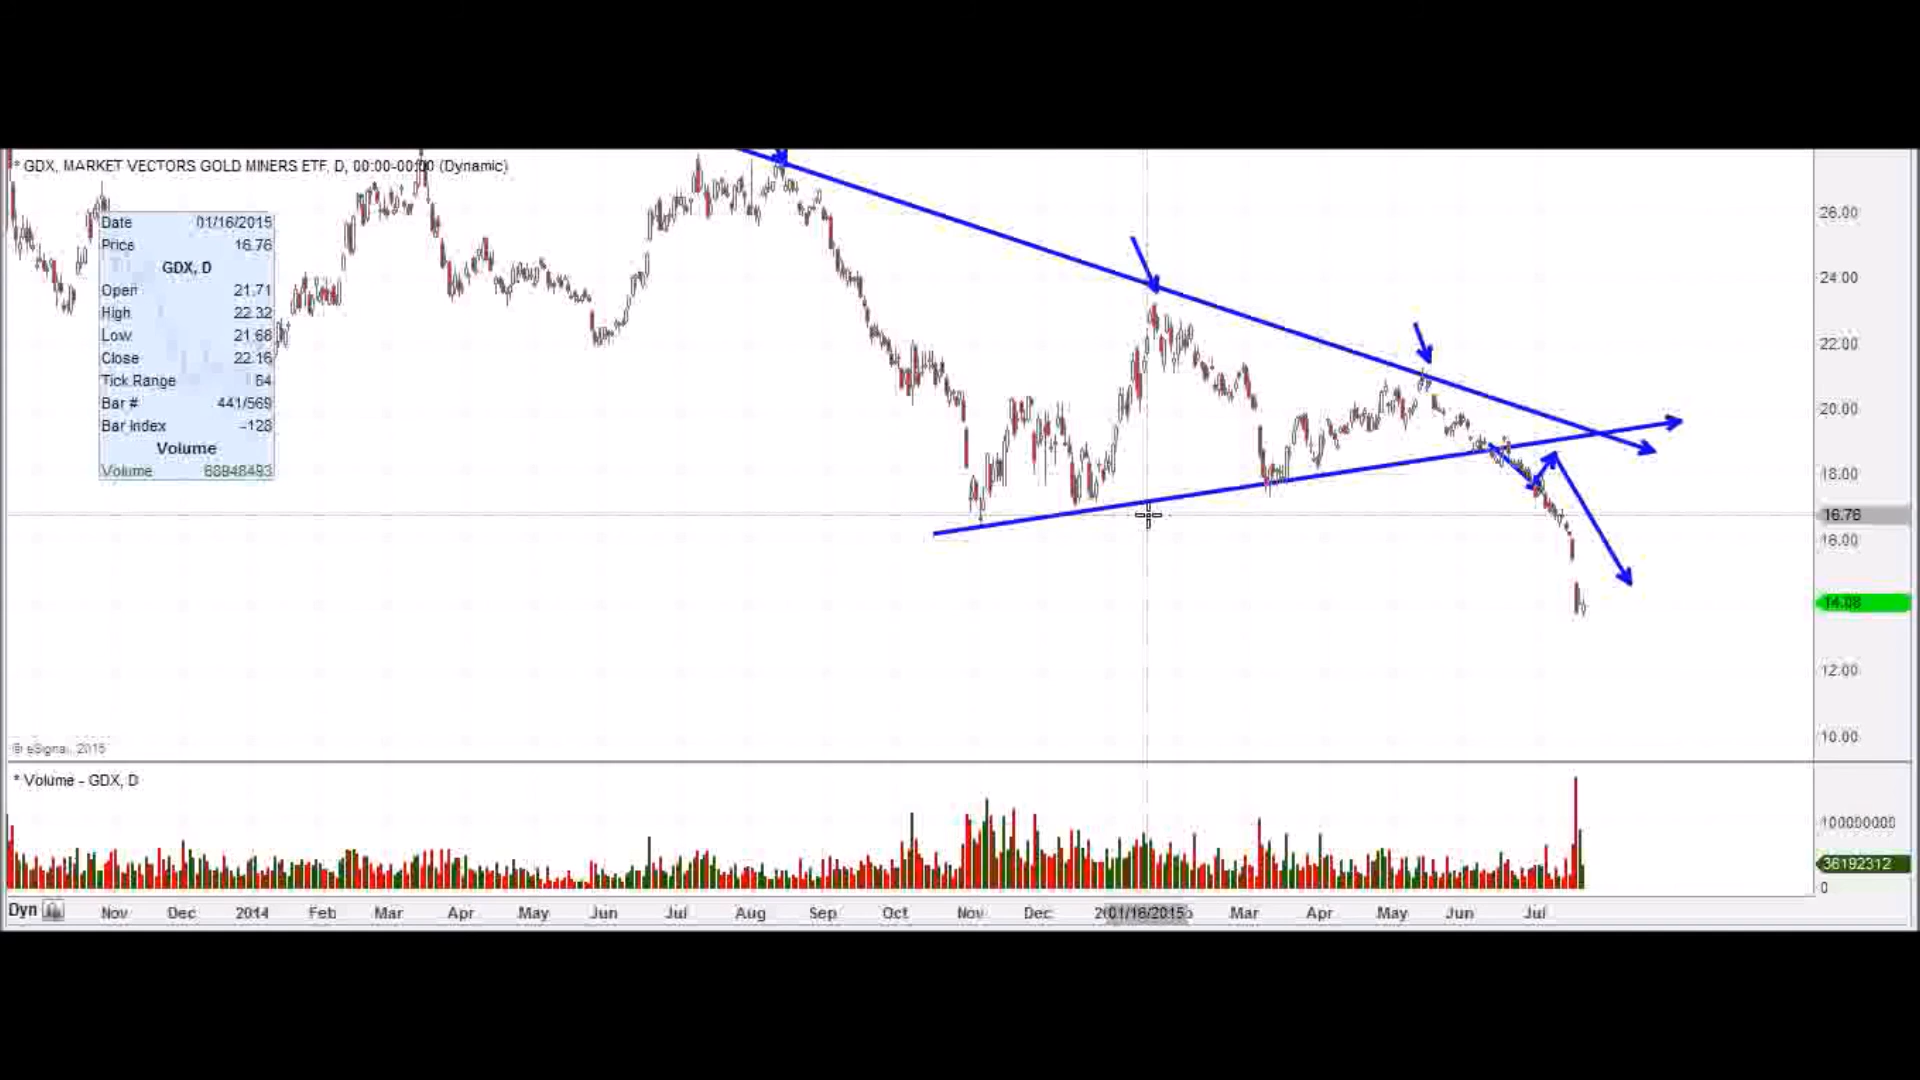 * GDX, MARKET VECTORS GOLD MINERS ETF, D, 00:00-00:00 (Dynamic)
Date 01/16/2015
Price 16.76
GDX, D
Open 21.71
High 22.32
Low 21.68
Close 22.16
Tick Range 64
Bar # 441/569
Bar Index -128
Volume
Volume 68948493
26.00
24.00
22.00
20.00
18.00
16.76
16.00
14.08
12.00
10.00
© eSignal, 2015
* Volume - GDX, D
100000000
36192312
0
Dyn Nov Dec 2014 Feb Mar Apr May Jun Jul Aug Sep Oct Nov Dec 01/16/2015 Mar Apr May Jun Jul